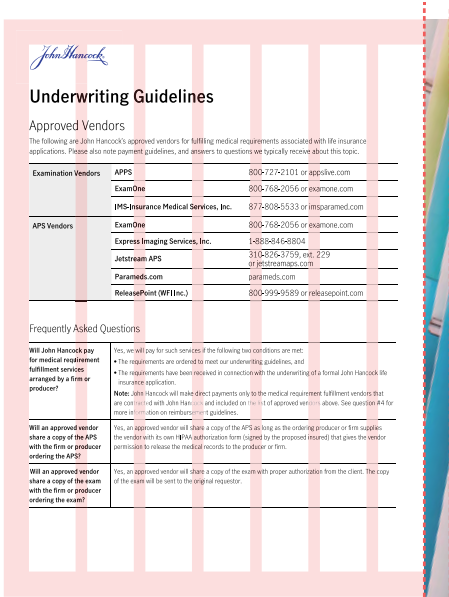 John Hancock
Underwriting Guidelines
Approved Vendors
The following are John Hancock's approved vendors for fulfilling medical requirements associated with life insurance
applications. Please also note payment guidelines, and answers to questions we typically receive about this topic.
Examination Vendors APPS 800-727-2101 or appslive.com
ExamOne 800-768-2056 or examone.com
IMS-Insurance Medical Services, Inc. 877-808-5533 or imsparamed.com
APS Vendors ExamOne 800-768-2056 or examone.com
Express Imaging Services, Inc. 1-888-846-8804
Jetstream APS 310-826-3759, ext. 229
or jetstreamaps.com
Parameds.com parameds.com
ReleasePoint (WFI Inc.) 800-999-9589 or releasepoint.com
Frequently Asked Questions
Will John Hancock pay
for medical requirement
fulfillment services
arranged by a firm or
producer?
Yes, we will pay for such services if the following two conditions are met:
• The requirements are ordered to meet our underwriting guidelines, and
• The requirements have been received in connection with the underwriting of a formal John Hancock life
insurance application.
Note: John Hancock will make direct payments only to the medical requirement fulfillment vendors that
are contracted with John Hancock and included on the list of approved vendors above. See question #4 for
more information on reimbursement guidelines.
Will an approved vendor
share a copy of the APS
with the firm or producer
ordering the APS?
Yes, an approved vendor will share a copy of the APS as long as the ordering producer or firm supplies
the vendor with its own HIPAA authorization form (signed by the proposed insured) that gives the vendor
permission to release the medical records to the producer or firm.
Will an approved vendor
share a copy of the exam
with the firm or producer
ordering the exam?
Yes, an approved vendor will share a copy of the exam with proper authorization from the client. The copy
of the exam will be sent to the original requestor.